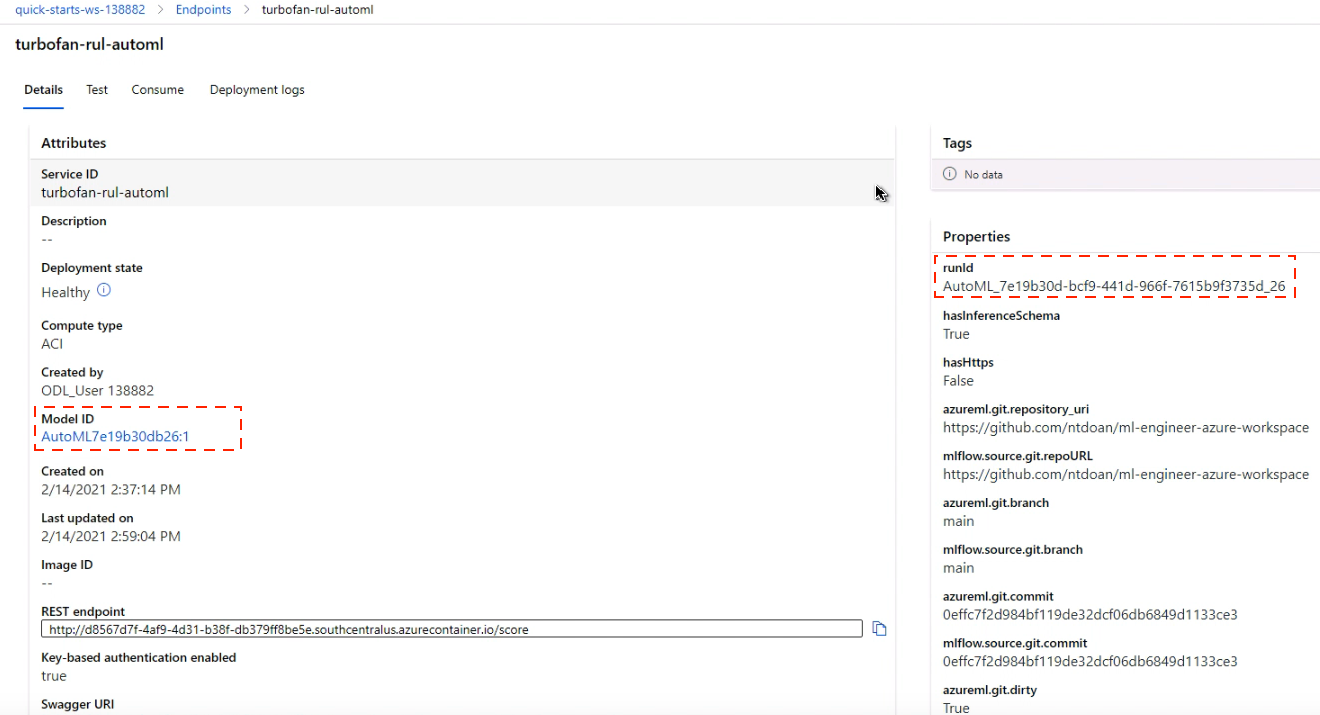 quick-starts-ws-138882 > Endpoints > turbofan-rul-automl
turbofan-rul-automl
Details Test Consume Deployment logs
Attributes
Service ID
turbofan-rul-automl
Description
--
Deployment state
Healthy
Compute type
ACI
Created by
ODL_User 138882
Model ID
AutoML7e19b30db26:1
Created on
2/14/2021 2:37:14 PM
Last updated on
2/14/2021 2:59:04 PM
Image ID
--
REST endpoint
http://d8567d7f-4af9-4d31-b38f-db379ff8be5e.southcentralus.azurecontainer.io/score
Key-based authentication enabled
true
Swagger URI
Tags
No data
Properties
runId
AutoML_7e19b30d-bcf9-441d-966f-7615b9f3735d_26
hasInferenceSchema
True
hasHttps
False
azureml.git.repository_uri
https://github.com/ntdoan/ml-engineer-azure-workspace
mlflow.source.git.repoURL
https://github.com/ntdoan/ml-engineer-azure-workspace
azureml.git.branch
main
mlflow.source.git.branch
main
azureml.git.commit
0effc7f2d984bf119de32dcf06db6849d1133ce3
mlflow.source.git.commit
0effc7f2d984bf119de32dcf06db6849d1133ce3
azureml.git.dirty
True